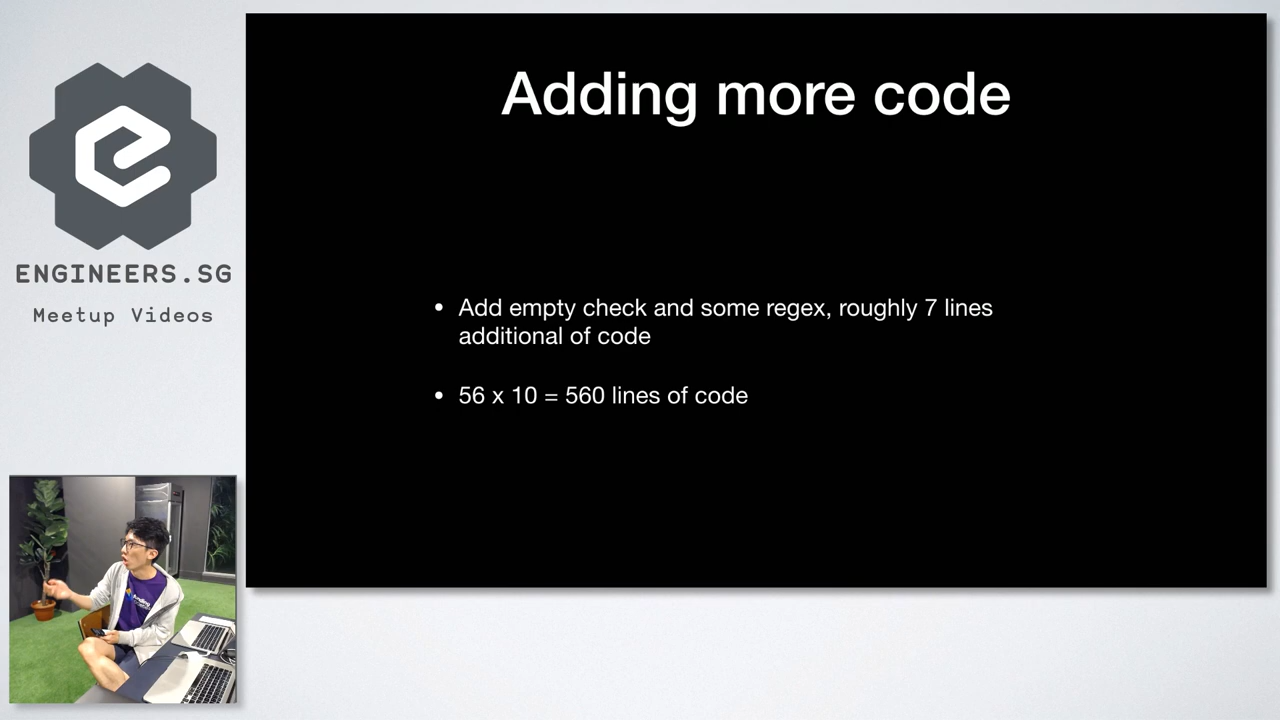 Adding more code
ENGINEERS.SG
Meetup Videos
• Add empty check and some regex, roughly 7 lines
additional of code
• 56 x 10 = 560 lines of code